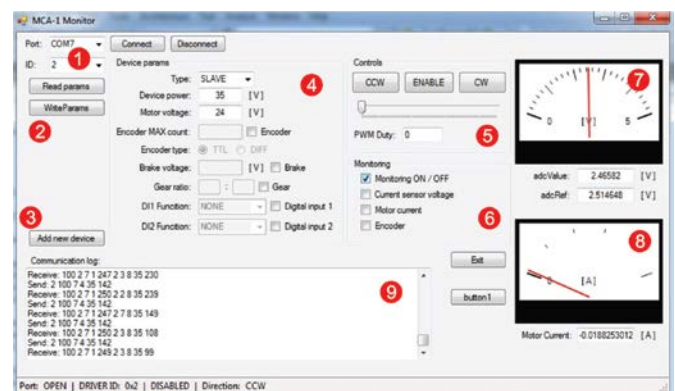 MCA-1 Monitor
Port: COM7 Connect Disconnect
ID: 2 1
Read params
WriteParams
2
3
Add new device
Device params
Type: SLAVE 4
Device power: 35 [V]
Motor voltage: 24 [V]
Encoder MAX count: Encoder
Encoder type: TTL DIFF
Brake voltage: [V] Brake
Gear ratio: : Gear
DI1 Function: NONE Digital input 1
DI2 Function: NONE Digital input 2
Controls
CCW ENABLE CW
PWM Duty: 0 5
Monitoring
Monitoring ON / OFF
Current sensor voltage
Motor current 6
Encoder
Exit
button1
7
0 [V] 5
adcValue: 2.46582 [V]
adcRef: 2.514648 [V]
8
0 [A]
Motor Current: -0.0188253012 [A]
Communication log:
Receive: 100 2 7 1 247 2 3 8 35 230
Send: 2 100 7 4 35 142
Receive: 100 2 7 1 250 2 2 8 35 239
Send: 2 100 7 4 35 142
Receive: 100 2 7 1 247 2 7 8 35 149
Send: 2 100 7 4 35 142
Receive: 100 2 7 1 250 2 3 8 35 108
Send: 2 100 7 4 35 142
Receive: 100 2 7 1 249 2 3 8 35 99
9
Port: OPEN | DRIVER ID: 0x2 | DISABLED | Direction: CCW